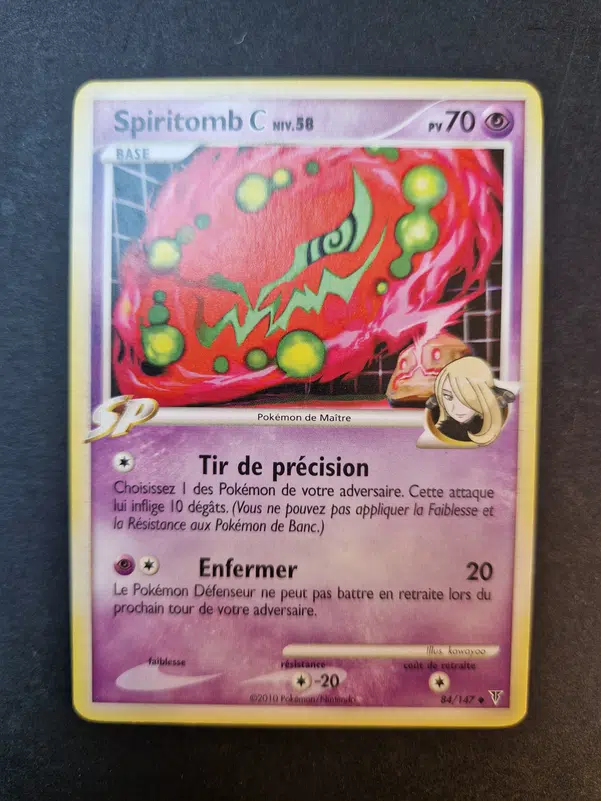 Spiritomb C NIV.58 PV 70
BASE
SP
Pokémon de Maître
Tir de précision
Choisissez 1 des Pokémon de votre adversaire. Cette attaque
lui inflige 10 dégâts. (Vous ne pouvez pas appliquer la Faiblesse et
la Résistance aux Pokémon de Banc.)
Enfermer 20
Le Pokémon Défenseur ne peut pas battre en retraite lors du
prochain tour de votre adversaire.
Illus. kawayoo
faiblesse résistance coût de retraite
-20
©2010 Pokémon/Nintendo 84/147